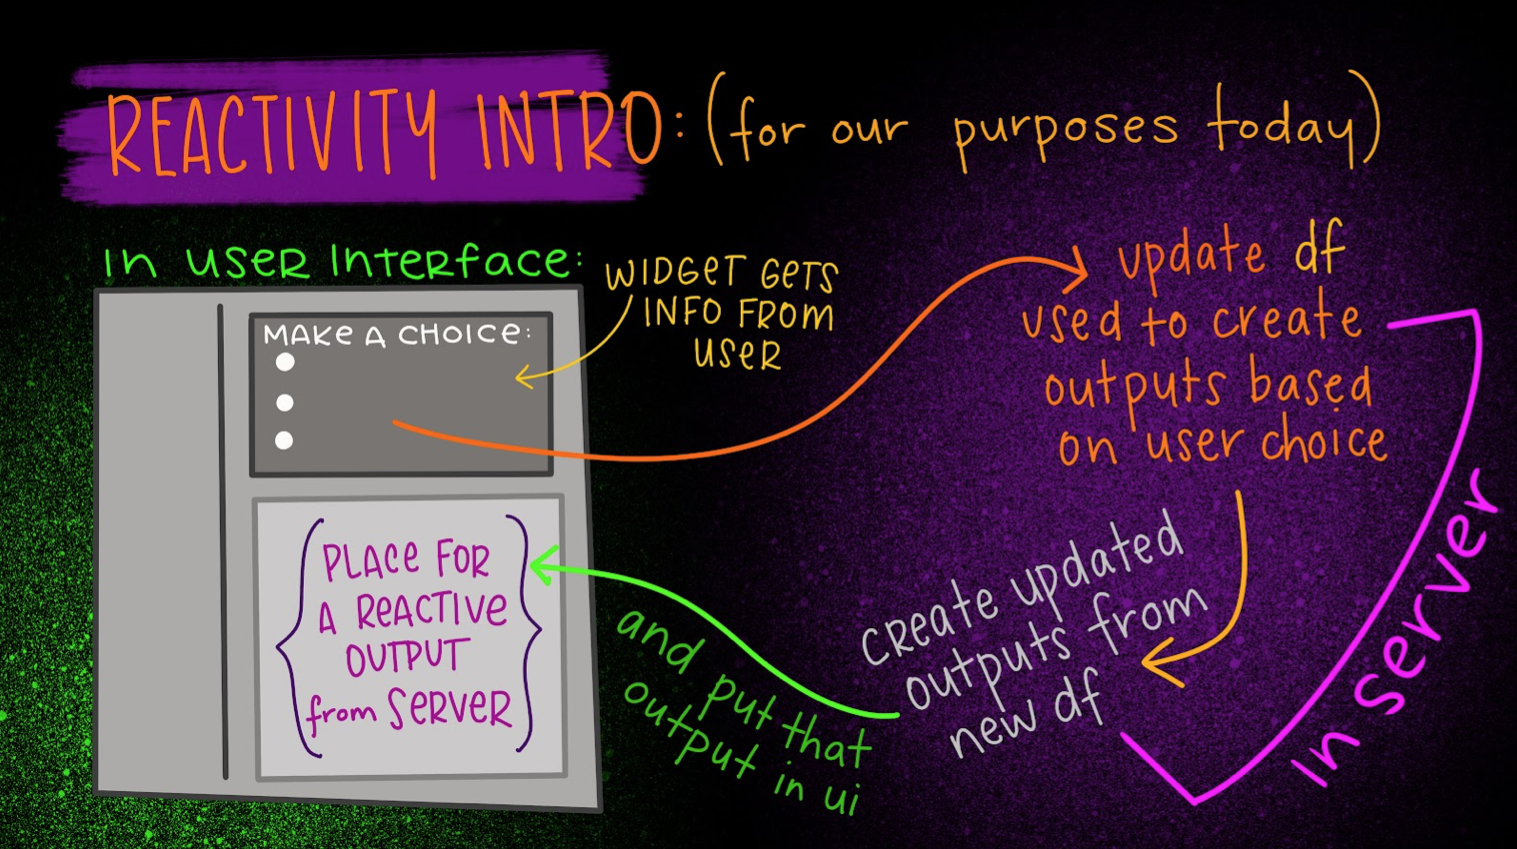 REACTIVITY INTRO: (for our purposes today)
In USER Interface:
WIDGET GETS
INFO FROM
USER
MAKE A CHOICE:
PLACE FOR
A REACTIVE
OUTPUT
from SERVER
update df
used to create
outputs based
on user choice
create updated
outputs from
new df
and put that
output in ui
In Server